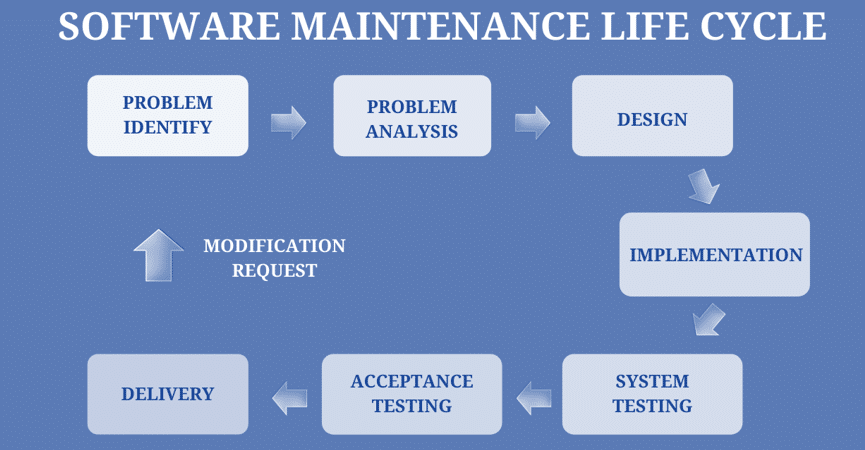 SOFTWARE MAINTENANCE LIFE CYCLE
PROBLEM
IDENTIFY
PROBLEM
ANALYSIS
DESIGN
IMPLEMENTATION
MODIFICATION
REQUEST
DELIVERY
ACCEPTANCE
TESTING
SYSTEM
TESTING